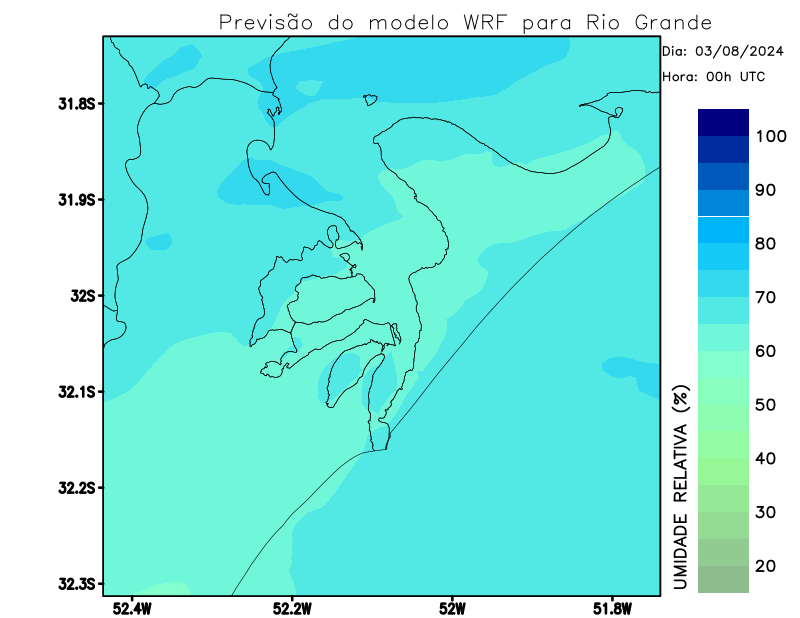 Previsão do modelo WRF para Rio Grande
Dia: 03/08/2024
Hora: 00h UTC
31.8S
31.9S
32S
32.1S
32.2S
32.3S
52.4W
52.2W
52W
51.8W
100
90
80
70
60
50
40
30
20
UMIDADE RELATIVA (%)